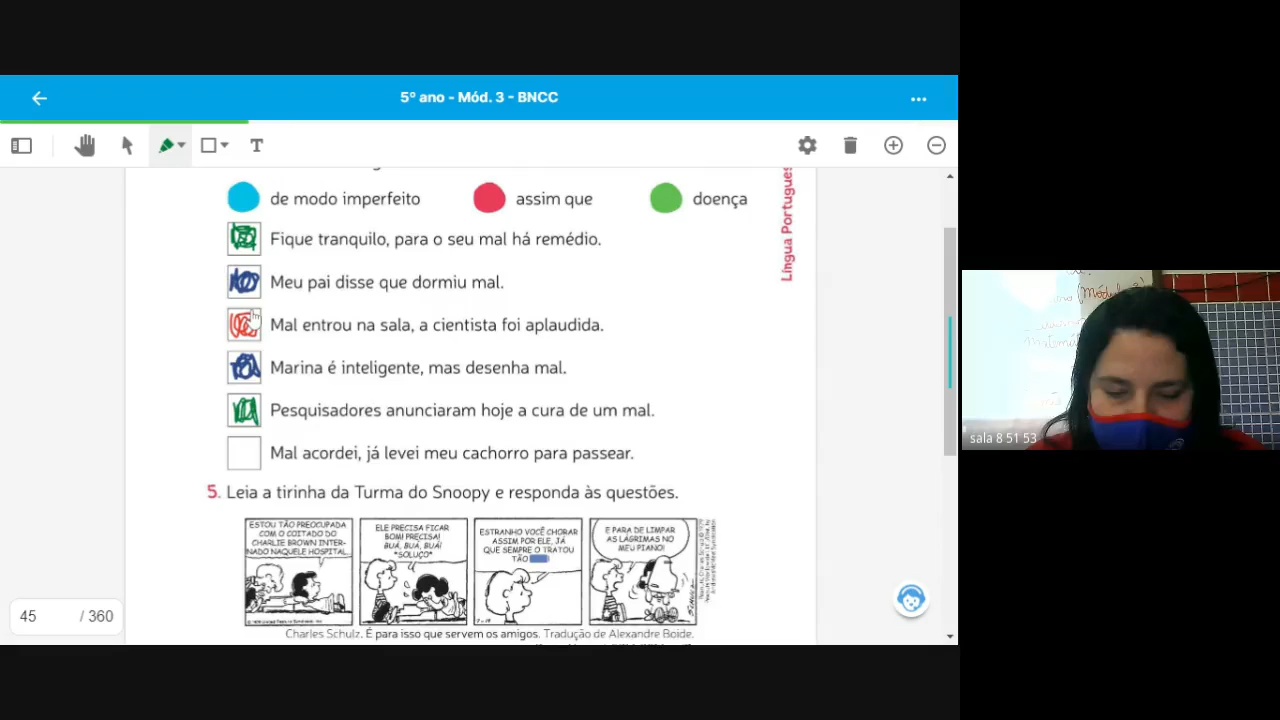 5º ano - Mód. 3 - BNCC
T
de modo imperfeito
assim que
doença
Língua Portuguesa
Fique tranquilo, para o seu mal há remédio.
Meu pai disse que dormiu mal.
Mal entrou na sala, a cientista foi aplaudida.
Marina é inteligente, mas desenha mal.
Pesquisadores anunciaram hoje a cura de um mal.
Mal acordei, já levei meu cachorro para passear.
5. Leia a tirinha da Turma do Snoopy e responda às questões.
ESTOU TÃO PREOCUPADA
COM O COITADO DO
CHARLIE BROWN INTER-
NADO NAQUELE HOSPITAL.
ELE PRECISA FICAR
BOM! PRECISA!
BUÁ, BUÁ, BUÁ!
*SOLUÇO*
ESTRANHO VOCÊ CHORAR
ASSIM POR ELE, JÁ
QUE SEMPRE O TRATOU
TÃO
E PARA DE LIMPAR
AS LÁGRIMAS NO
MEU PIANO!
Charles Schulz. É para isso que servem os amigos. Tradução de Alexandre Boide.
45 / 360
(Módulo
sala 8 51 53